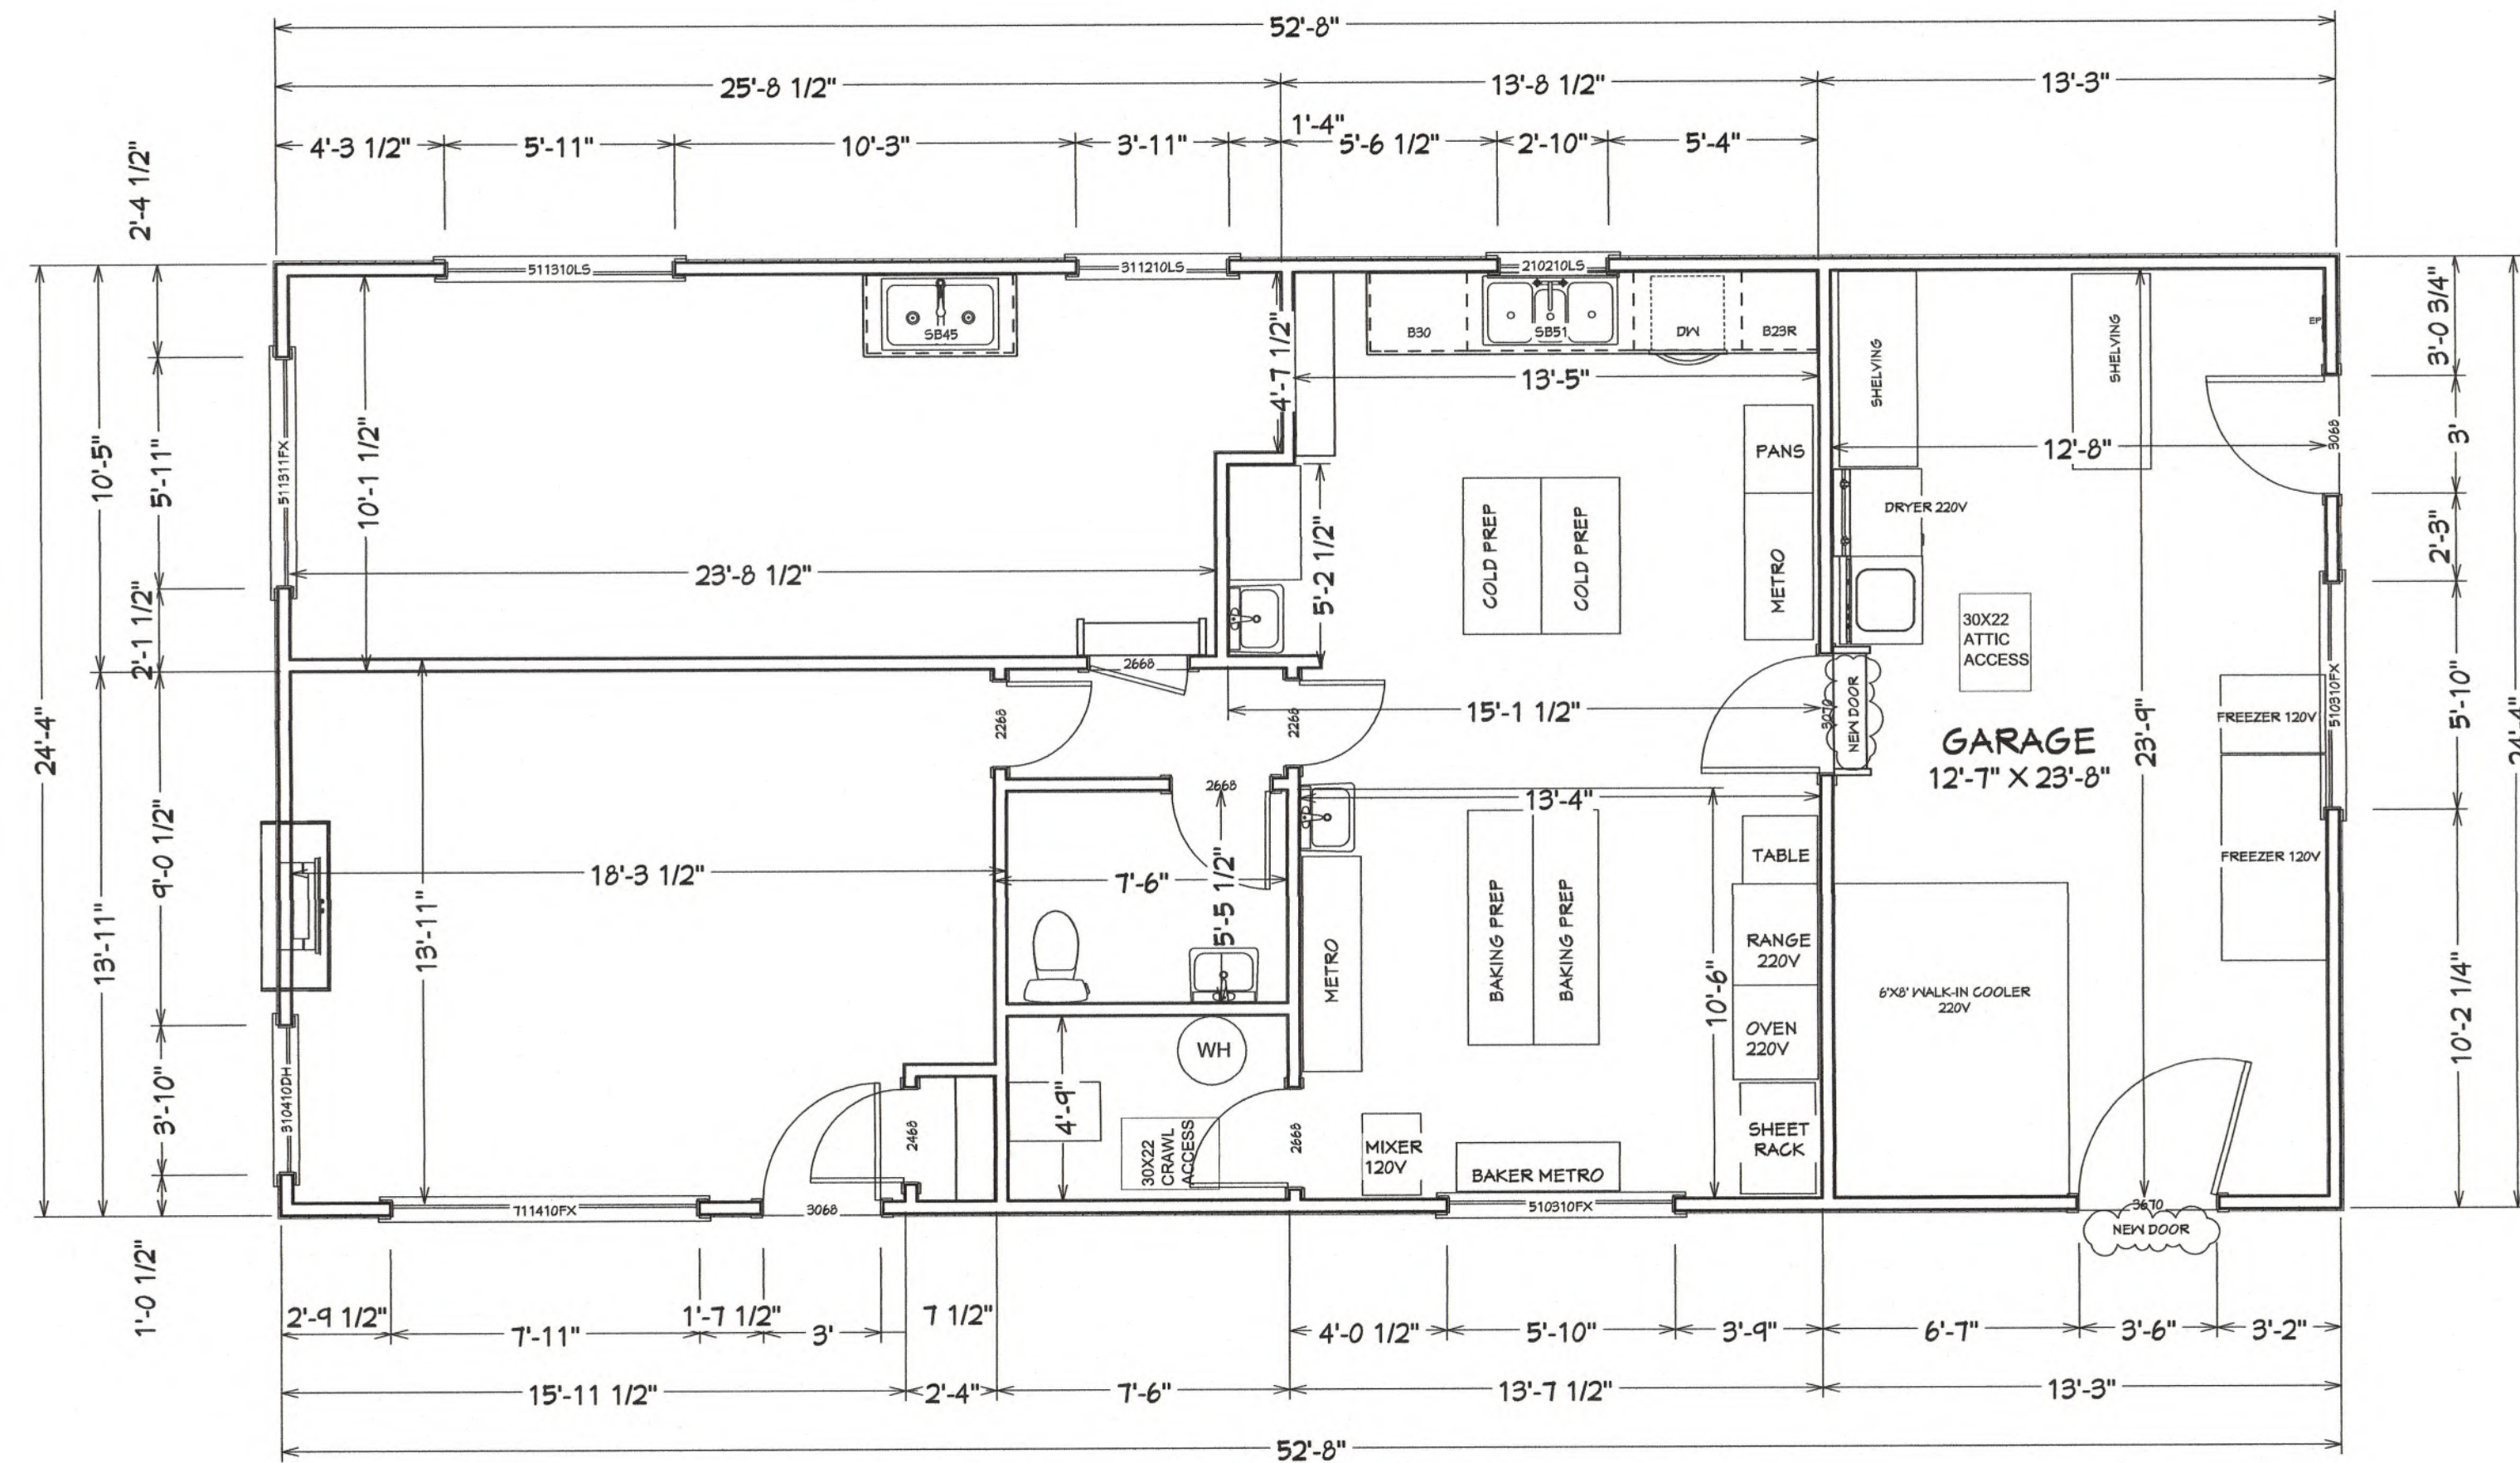 52'-8"
25'-8 1/2"
13'-8 1/2"
13'-3"
4'-3 1/2"
5'-11"
10'-3"
3'-11"
1'-4"
5'-6 1/2"
2'-10"
5'-4"
2'-4 1/2"
511310LS
311210LS
210210LS
SB45
B30
SB51
DW
B23R
SHELVING
SHELVING
EP
3'-0 3/4"
4'-7 1/2"
13'-5"
10'-5"
5'-11"
511311FX
10'-1 1/2"
PANS
12'-8"
3068
3'
DRYER 220V
COLD PREP
COLD PREP
METRO
5'-2 1/2"
2'-3"
23'-8 1/2"
2'-1 1/2"
30X22
ATTIC
ACCESS
2668
2268
2268
15'-1 1/2"
3070
NEW DOOR
GARAGE
12'-7" X 23'-8"
23'-9"
FREEZER 120V
510310FX
5'-10"
24'-4"
24'-4"
2668
13'-4"
13'-11"
9'-0 1/2"
18'-3 1/2"
13'-11"
7'-6"
5'-5 1/2"
METRO
BAKING PREP
BAKING PREP
TABLE
FREEZER 120V
RANGE
220V
10'-6"
6'X8' WALK-IN COOLER
220V
OVEN
220V
10'-2 1/4"
WH
4'-9"
3'-10"
310410DH
2468
30X22
CRAWL
ACCESS
2668
MIXER
120V
BAKER METRO
SHEET
RACK
711410FX
3068
510310FX
3670
NEW DOOR
1'-0 1/2"
2'-9 1/2"
7'-11"
1'-7 1/2"
3'
7 1/2"
4'-0 1/2"
5'-10"
3'-9"
6'-7"
3'-6"
3'-2"
15'-11 1/2"
2'-4"
7'-6"
13'-7 1/2"
13'-3"
52'-8"